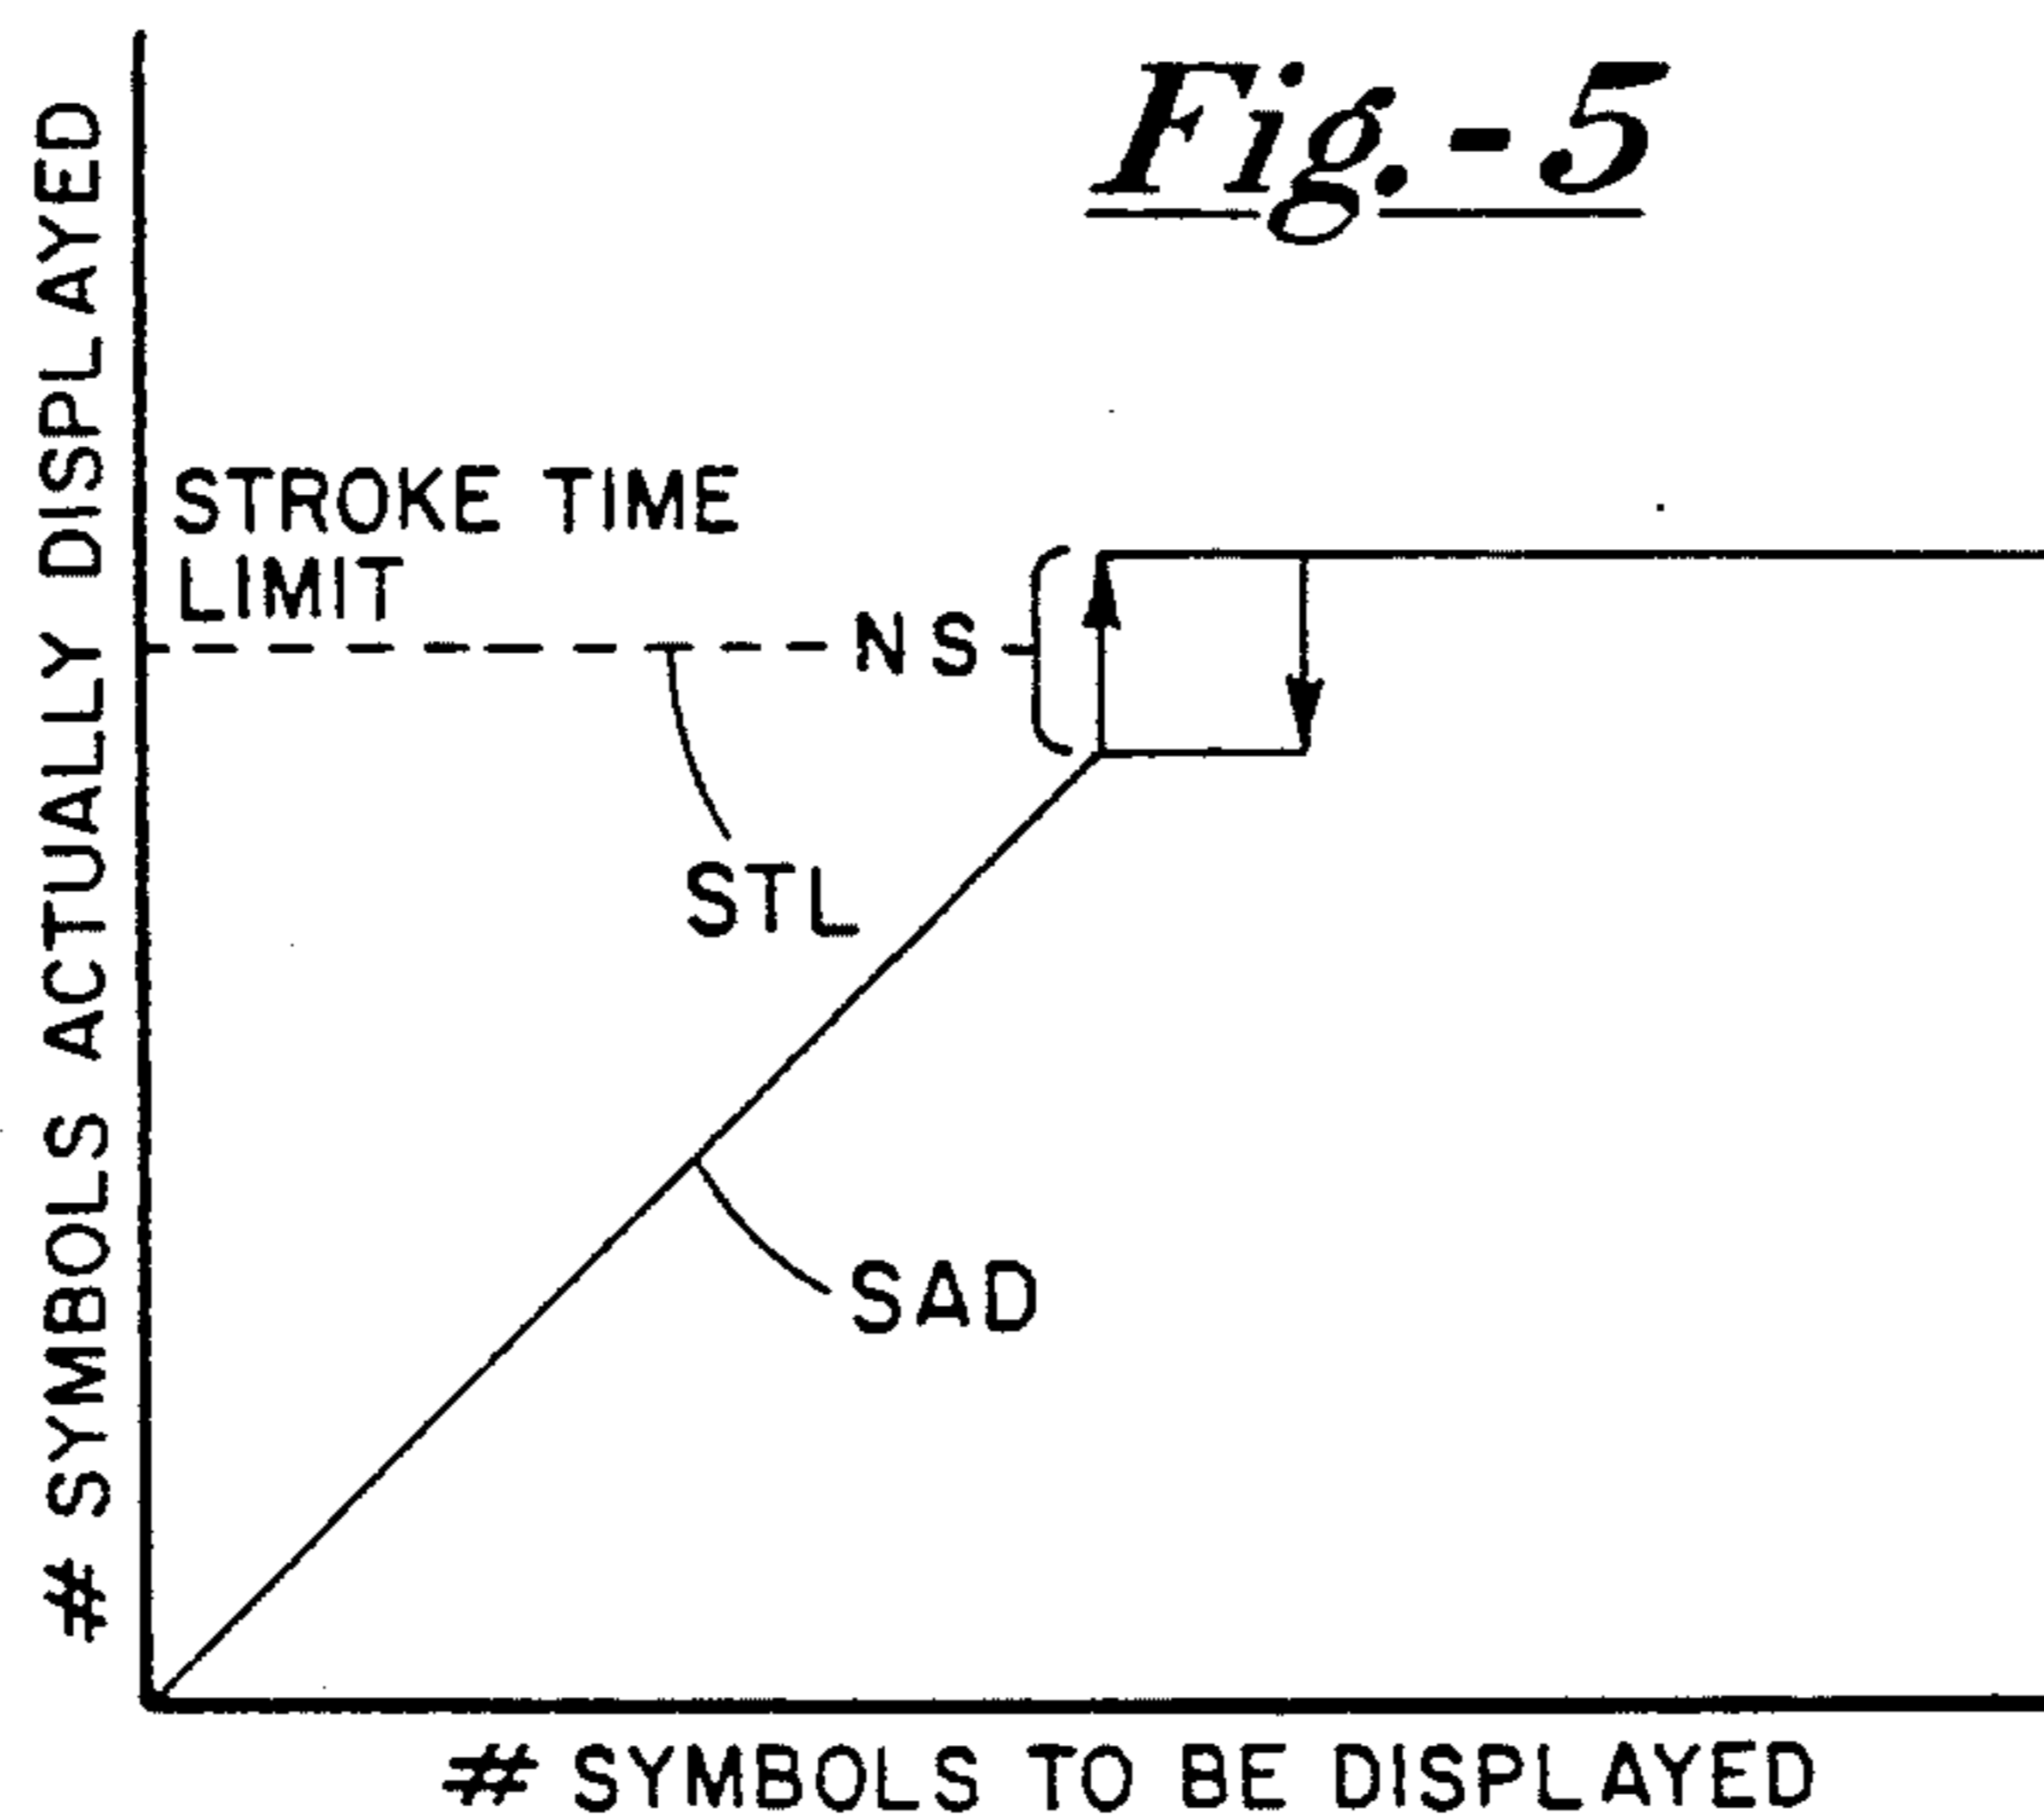 Fig.-5
# SYMBOLS ACTUALLY DISPLAYED
STROKE TIME
LIMIT
NS
STL
SAD
# SYMBOLS TO BE DISPLAYED